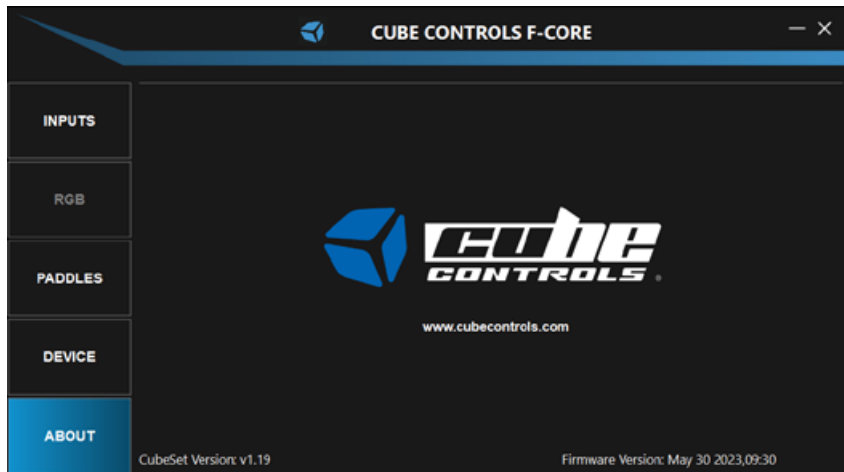 CUBE CONTROLS F-CORE
INPUTS
RGB
PADDLES
DEVICE
ABOUT
cube
CONTROLS
www.cubecontrols.com
CubeSet Version: v1.19
Firmware Version: May 30 2023,09:30